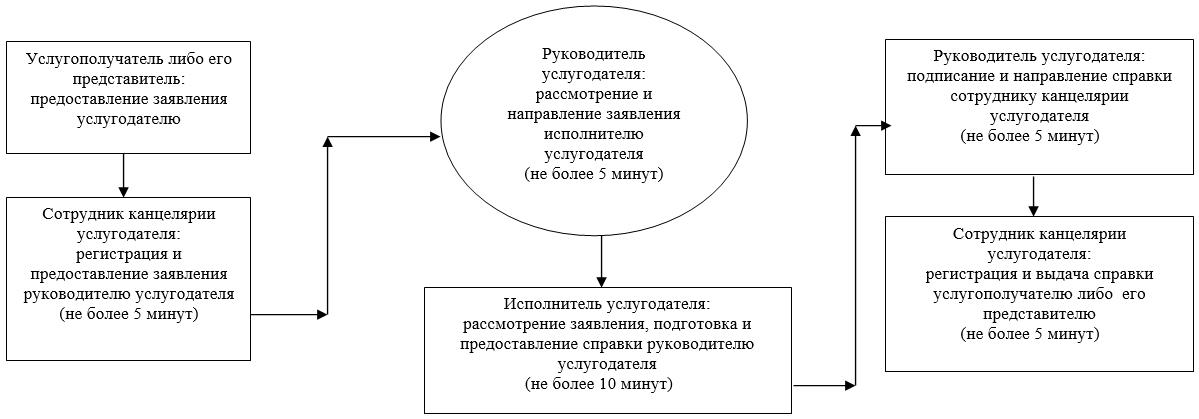 Услугополучатель либо его
представитель:
предоставление заявления
услугодателю
Сотрудник канцелярии
услугодателя:
регистрация и
предоставление заявления
руководителю услугодателя
(не более 5 минут)
Руководитель
услугодателя:
рассмотрение и
направление заявления
исполнителю
услугодателя
(не более 5 минут)
Исполнитель услугодателя:
рассмотрение заявления, подготовка и
предоставление справки руководителю
услугодателя
(не более 10 минут)
Руководитель услугодателя:
подписание и направление справки
сотруднику канцелярии
услугодателя
(не более 5 минут)
Сотрудник канцелярии
услугодателя:
регистрация и выдача справки
услугополучателю либо его
представителю
(не более 5 минут)